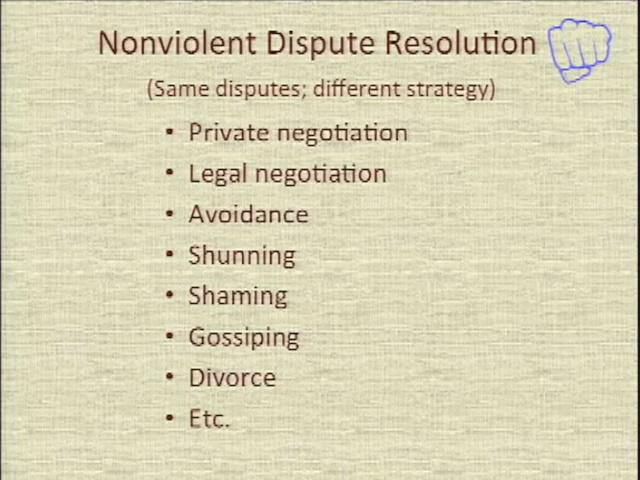 Nonviolent Dispute Resolution
(Same disputes; different strategy)
• Private negotiation
• Legal negotiation
• Avoidance
• Shunning
• Shaming
• Gossiping
• Divorce
• Etc.